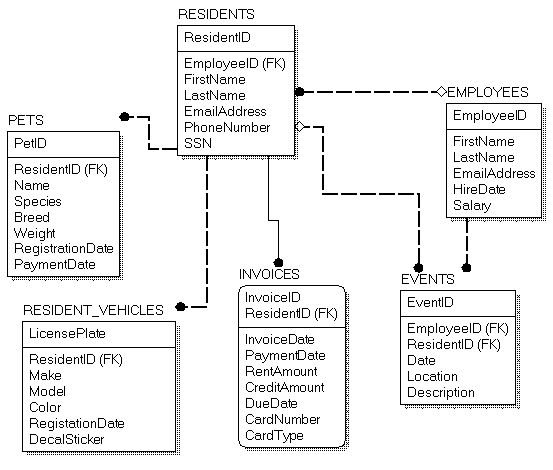 RESIDENTS
ResidentID
EmployeeID (FK)
FirstName
LastName
EmailAddress
PhoneNumber
SSN
EMPLOYEES
EmployeeID
FirstName
LastName
EmailAddress
HireDate
Salary
PETS
PetID
ResidentID (FK)
Name
Species
Breed
Weight
RegistrationDate
PaymentDate
RESIDENT_VEHICLES
LicensePlate
ResidentID (FK)
Make
Model
Color
RegistationDate
DecalSticker
INVOICES
InvoiceID
ResidentID (FK)
InvoiceDate
PaymentDate
RentAmount
CreditAmount
DueDate
CardNumber
CardType
EVENTS
EventID
EmployeeID (FK)
ResidentID (FK)
Date
Location
Description